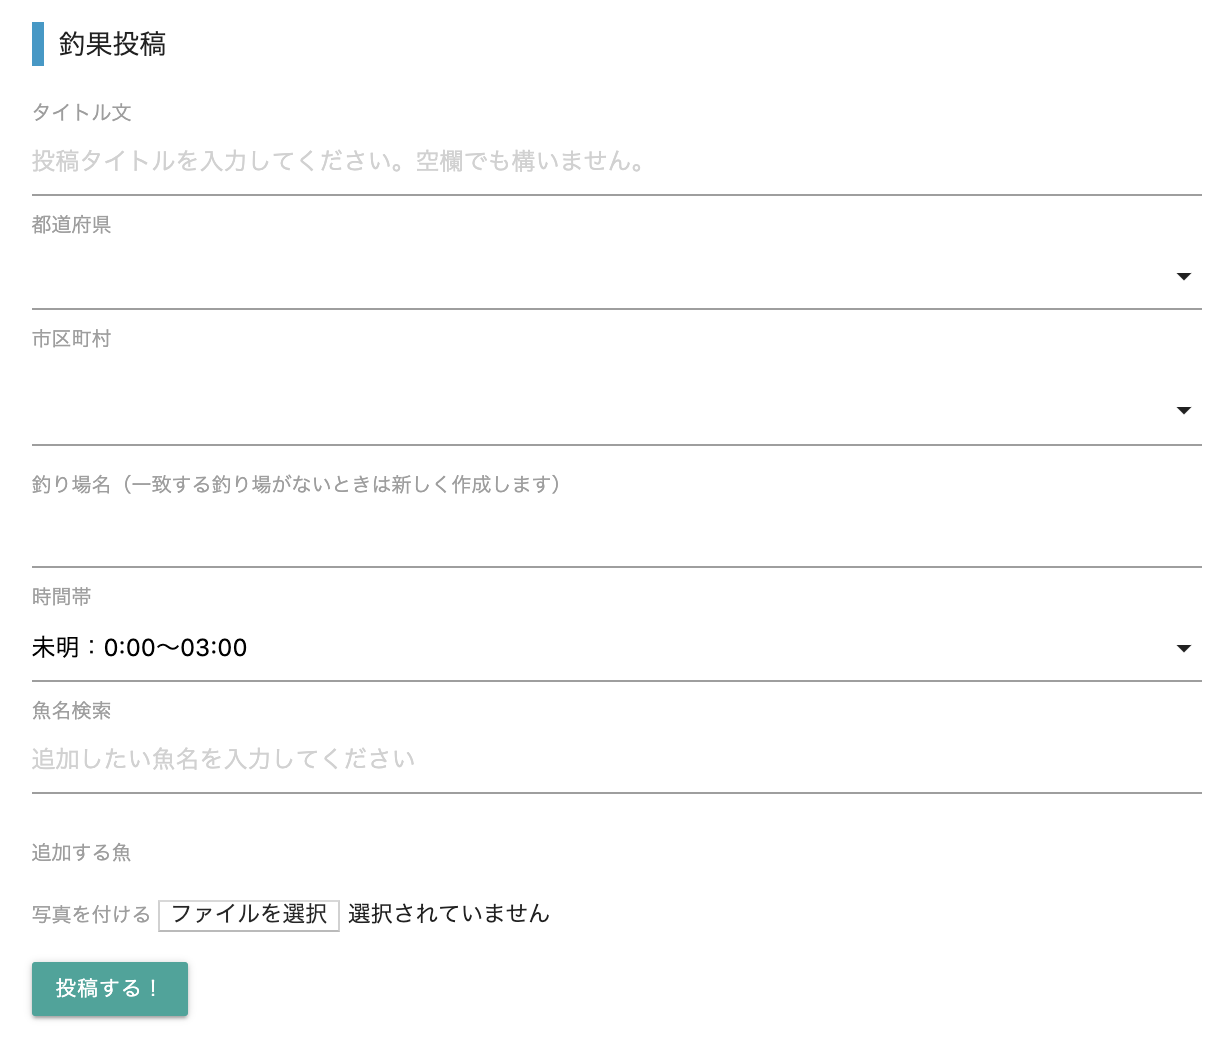 釣果投稿
タイトル文
投稿タイトルを入力してください。空欄でも構いません。
都道府県
市区町村
釣り場名（一致する釣り場がないときは新しく作成します）
時間帯
未明：0:00〜03:00
魚名検索
追加したい魚名を入力してください
追加する魚
写真を付ける ファイルを選択 選択されていません
投稿する！